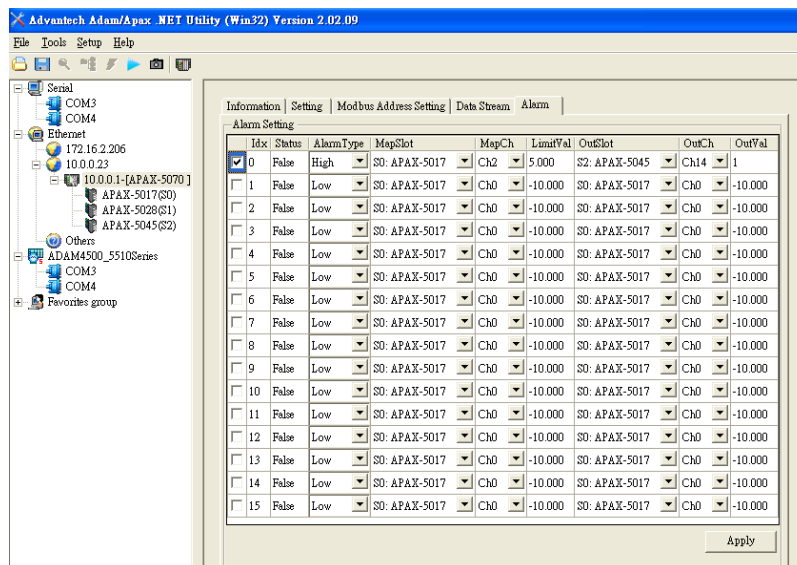 Advantech Adam/Apax .NET Utility (Win32) Version 2.02.09
File Tools Setup Help
Serial
COM3
COM4
Ethernet
172.16.2.206
10.0.0.23
10.0.0.1-[APAX-5070 ]
APAX-5017(S0)
APAX-5028(S1)
APAX-5045(S2)
Others
ADAM4500_5510Series
COM3
COM4
Favorites group
Information Setting Modbus Address Setting Data Stream Alarm
Alarm Setting
Idx Status AlarmType MapSlot MapCh LimitVal OutSlot OutCh OutVal
0 False High S0: APAX-5017 Ch2 5.000 S2: APAX-5045 Ch14 1
1 False Low S0: APAX-5017 Ch0 -10.000 S0: APAX-5017 Ch0 -10.000
2 False Low S0: APAX-5017 Ch0 -10.000 S0: APAX-5017 Ch0 -10.000
3 False Low S0: APAX-5017 Ch0 -10.000 S0: APAX-5017 Ch0 -10.000
4 False Low S0: APAX-5017 Ch0 -10.000 S0: APAX-5017 Ch0 -10.000
5 False Low S0: APAX-5017 Ch0 -10.000 S0: APAX-5017 Ch0 -10.000
6 False Low S0: APAX-5017 Ch0 -10.000 S0: APAX-5017 Ch0 -10.000
7 False Low S0: APAX-5017 Ch0 -10.000 S0: APAX-5017 Ch0 -10.000
8 False Low S0: APAX-5017 Ch0 -10.000 S0: APAX-5017 Ch0 -10.000
9 False Low S0: APAX-5017 Ch0 -10.000 S0: APAX-5017 Ch0 -10.000
10 False Low S0: APAX-5017 Ch0 -10.000 S0: APAX-5017 Ch0 -10.000
11 False Low S0: APAX-5017 Ch0 -10.000 S0: APAX-5017 Ch0 -10.000
12 False Low S0: APAX-5017 Ch0 -10.000 S0: APAX-5017 Ch0 -10.000
13 False Low S0: APAX-5017 Ch0 -10.000 S0: APAX-5017 Ch0 -10.000
14 False Low S0: APAX-5017 Ch0 -10.000 S0: APAX-5017 Ch0 -10.000
15 False Low S0: APAX-5017 Ch0 -10.000 S0: APAX-5017 Ch0 -10.000
Apply